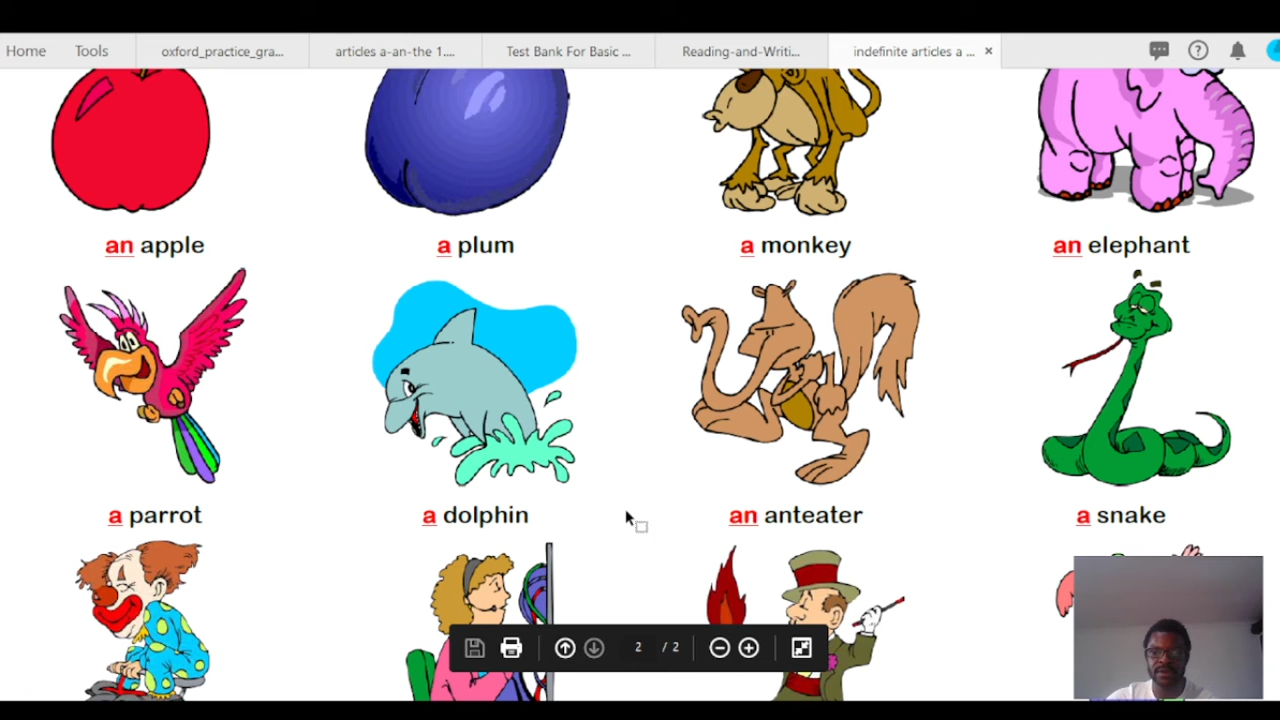 Home Tools oxford_practice_gra... articles a-an-the 1.... Test Bank For Basic ... Reading-and-Writi... indefinite articles a ... ×
an apple a plum a monkey an elephant
a parrot a dolphin an anteater a snake
2 / 2